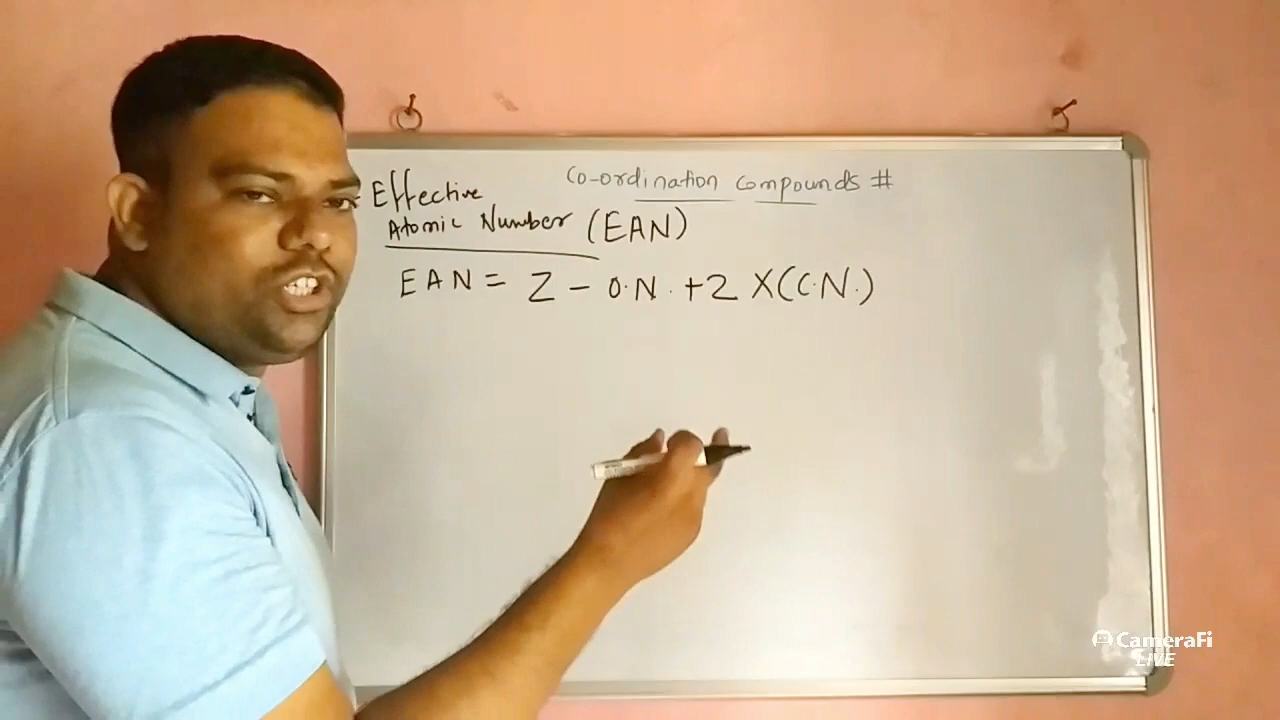 Co-ordination Compounds #
Effective
Atomic Number (EAN)
EAN = Z - O.N. + 2 X (C.N.)
CameraFi
LIVE